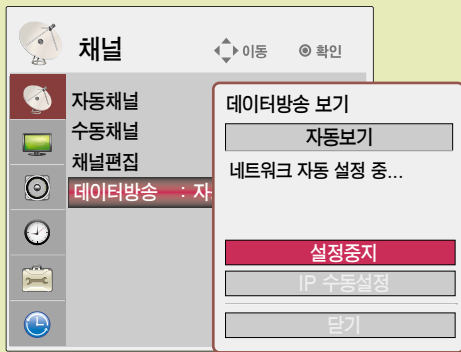 채널
이동 확인
자동채널
수동채널
채널편집
데이터방송 : 자
데이터방송 보기
자동보기
네트워크 자동 설정 중...
설정중지
IP 수동설정
닫기